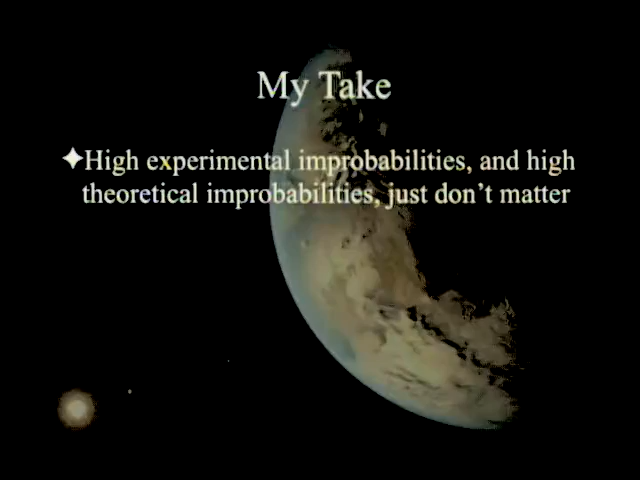 My Take
✦High experimental improbabilities, and high
theoretical improbabilities, just don't matter